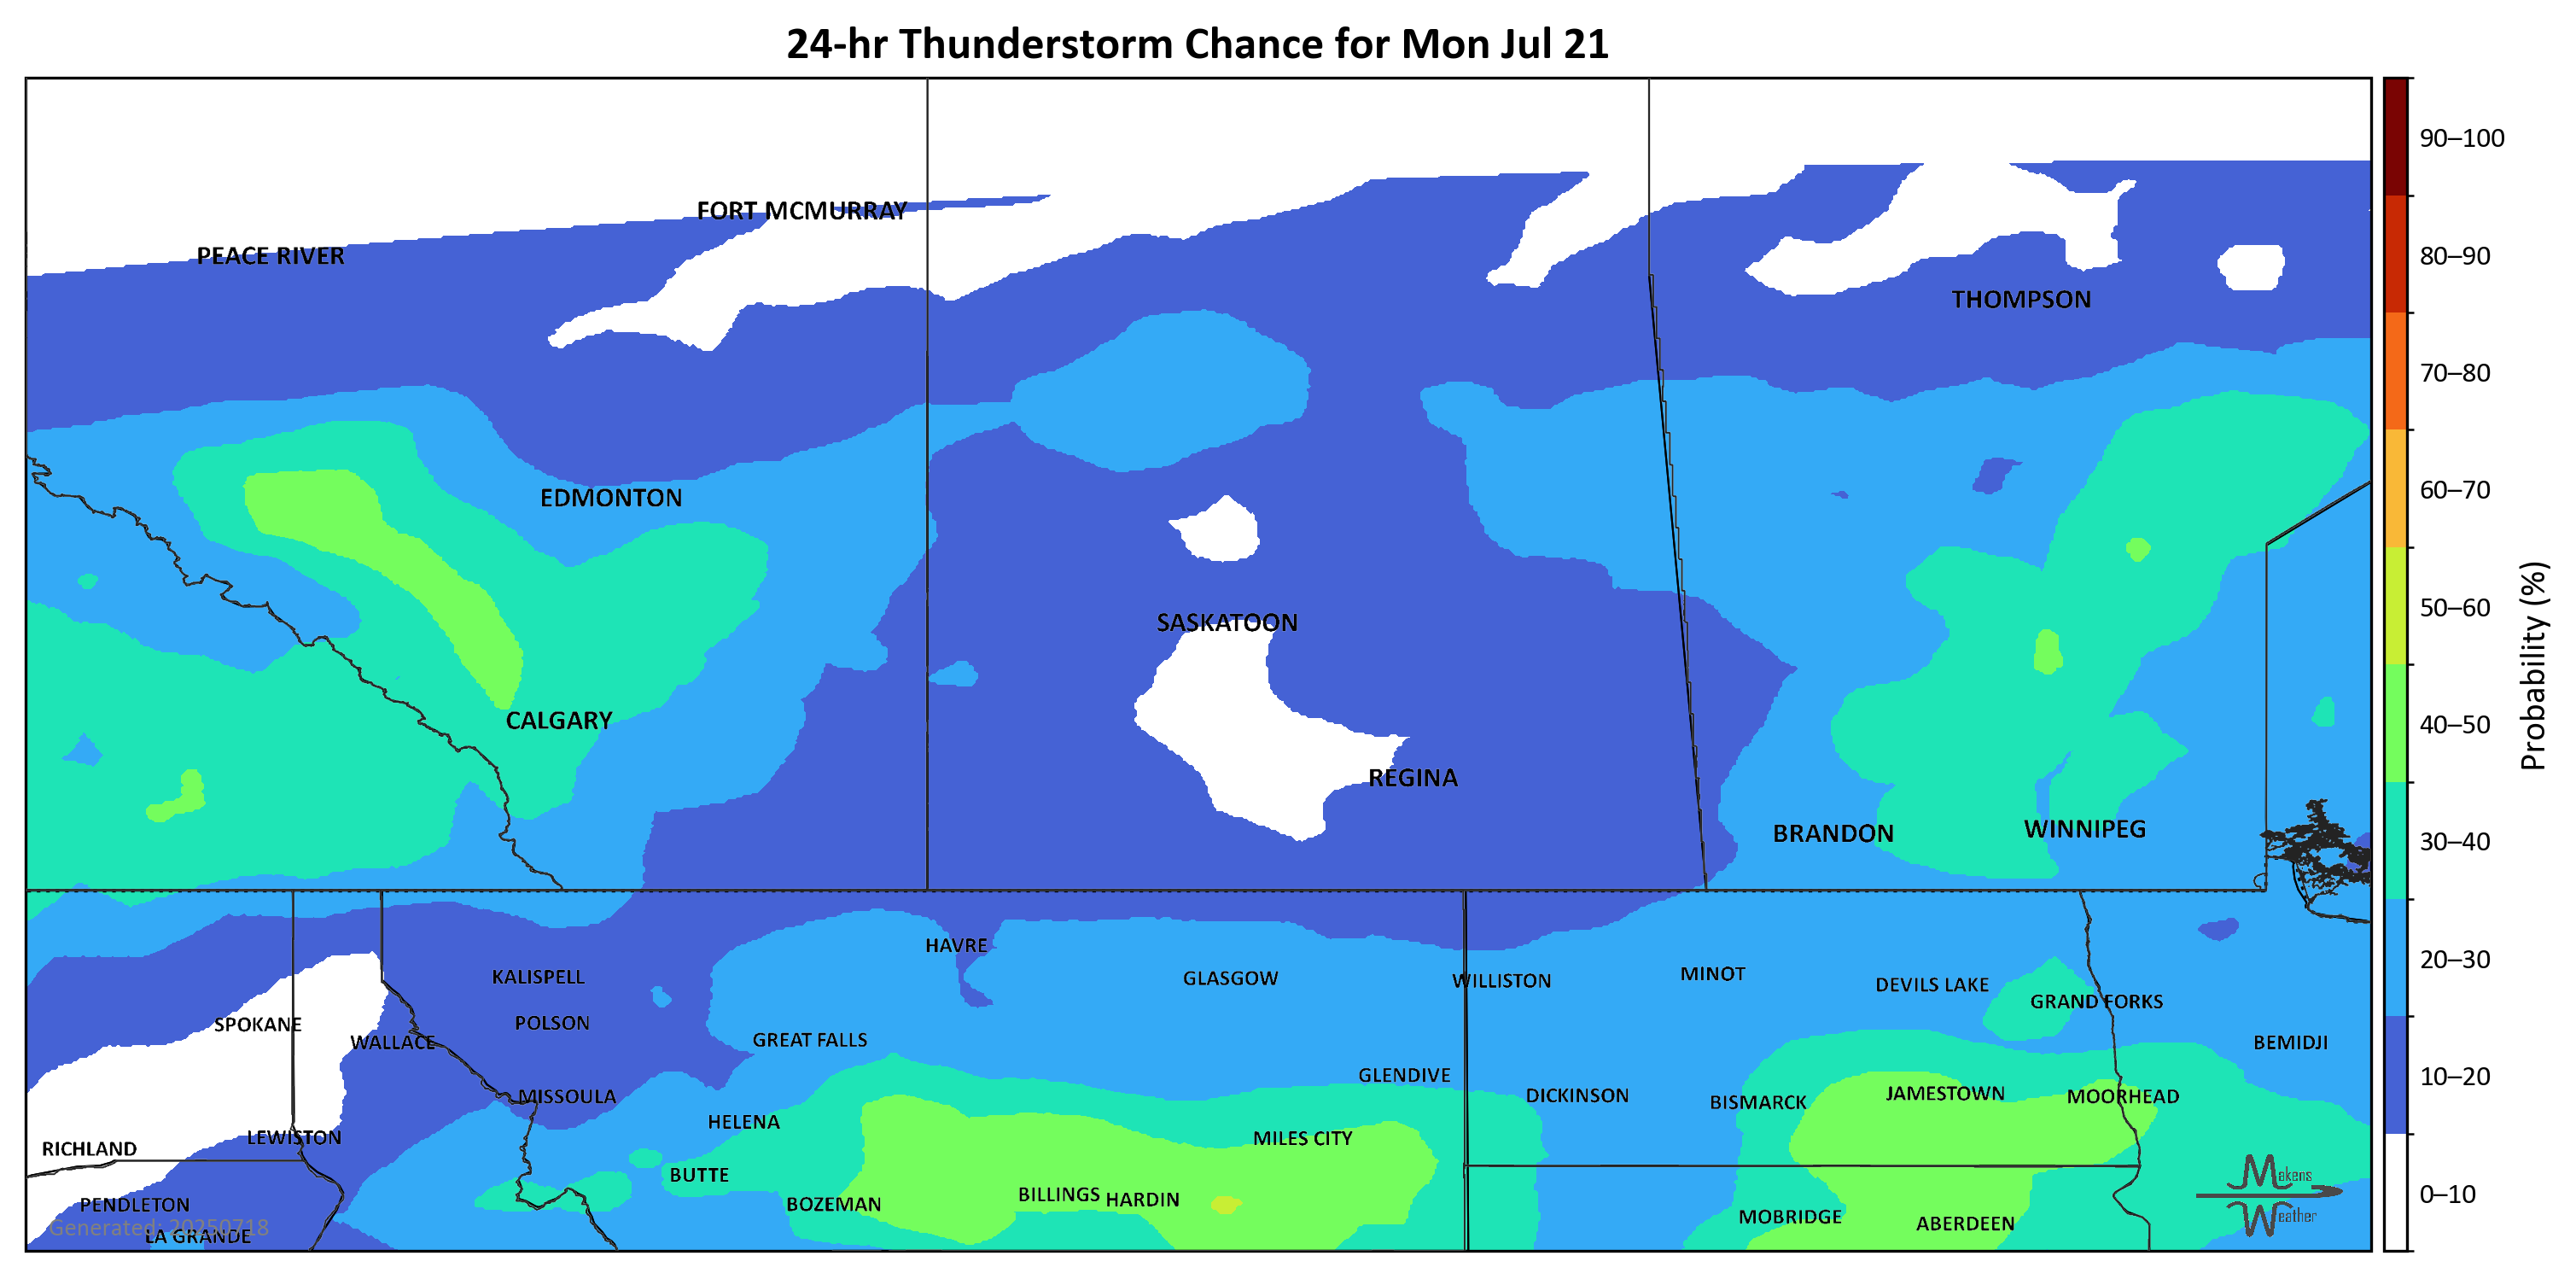 24-hr Thunderstorm Chance for Mon Jul 21
90–100
FORT MCMURRAY
PEACE RIVER
80–90
THOMPSON
70–80
60–70
EDMONTON
50–60
SASKATOON
Probability (%)
CALGARY
40–50
REGINA
BRANDON
WINNIPEG
30–40
HAVRE
20–30
KALISPELL
GLASGOW
WILLISTON
MINOT
DEVILS LAKE
GRAND FORKS
SPOKANE
POLSON
WALLACE
GREAT FALLS
BEMIDJI
GLENDIVE
10–20
MISSOULA
DICKINSON
BISMARCK
JAMESTOWN
MOORHEAD
HELENA
LEWISTON
MILES CITY
RICHLAND
BUTTE
Makens
Weather
0–10
PENDLETON
BOZEMAN
BILLINGS
HARDIN
MOBRIDGE
ABERDEEN
Generated: 20250718
LA GRANDE